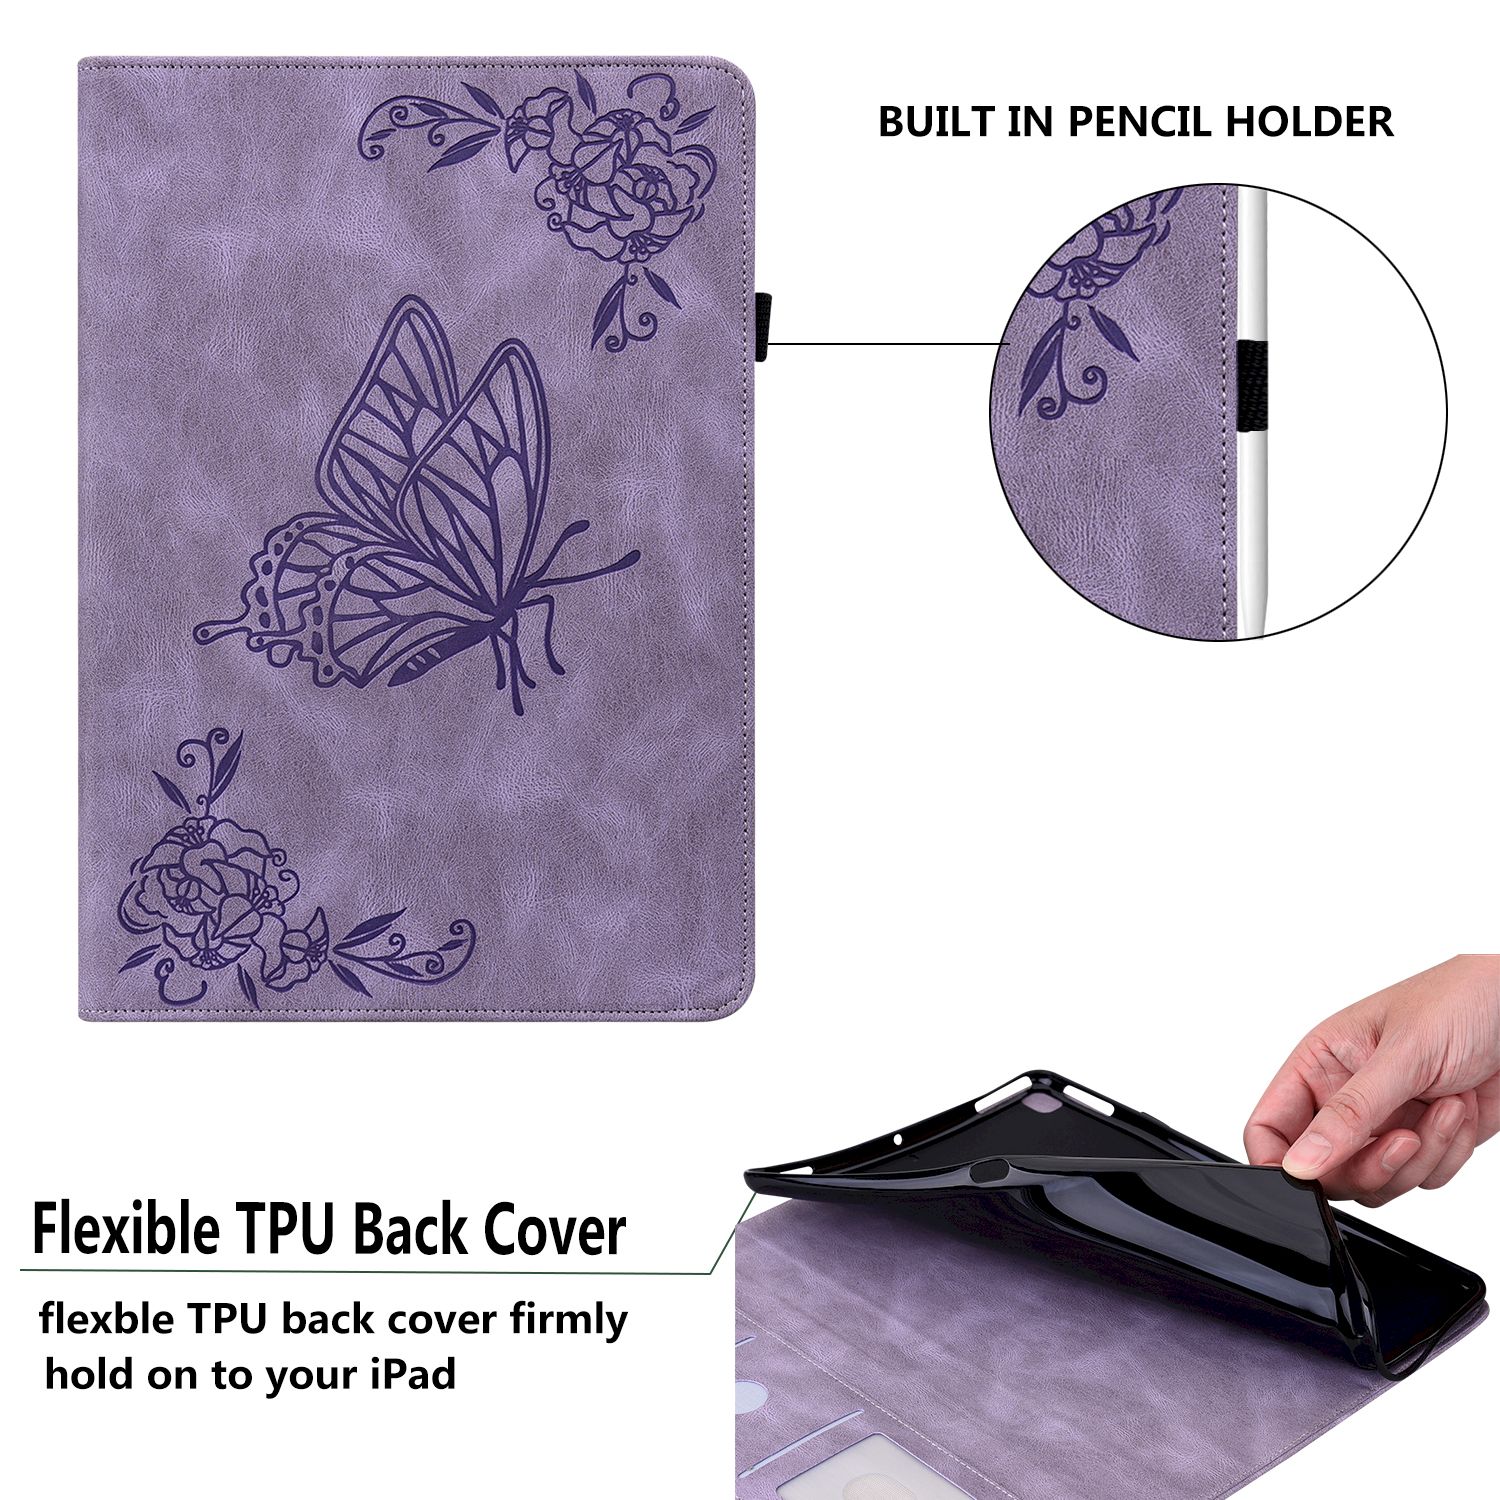 BUILT IN PENCIL HOLDER
Flexible TPU Back Cover
flexble TPU back cover firmly
hold on to your iPad